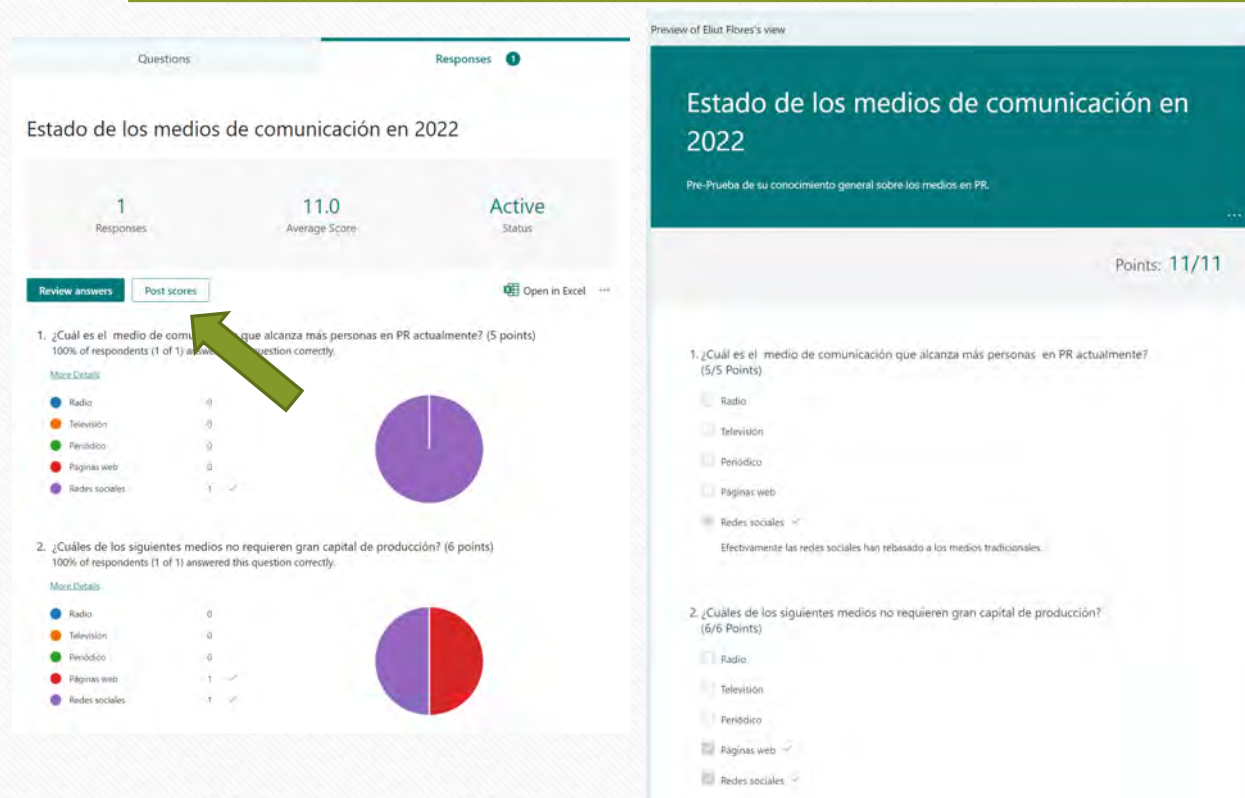 Questions
Responses 1
Estado de los medios de comunicación en 2022
1
Responses
11.0
Average Score
Active
Status
Review answers
Post scores
Open in Excel ...
1. ¿Cuál es el medio de que alcanza más personas en PR actualmente? (5 points)
100% of respondents (1 of 1) correctly.
More Details
Radio 0
Televisión 0
Periódico 0
Páginas web 0
Redes sociales 1
2. ¿Cuáles de los siguientes medios no requieren gran capital de producción? (6 points)
100% of respondents (1 of 1) answered this question correctly.
More Details
Radio 0
Televisión 0
Periódico 0
Páginas web 1
Redes sociales 1
Preview of Eliut Flores's view
Estado de los medios de comunicación en
2022
Pre-Prueba de su conocimiento general sobre los medios en PR.
...
Points: 11/11
1. ¿Cuál es el medio de comunicación que alcanza más personas en PR actualmente?
(5/5 Points)
Radio
Televisión
Periódico
Páginas web
Redes sociales
Efectivamente las redes sociales han rebasado a los medios tradicionales.
2. ¿Cuáles de los siguientes medios no requieren gran capital de producción?
(6/6 Points)
Radio
Televisión
Periódico
Páginas web
Redes sociales